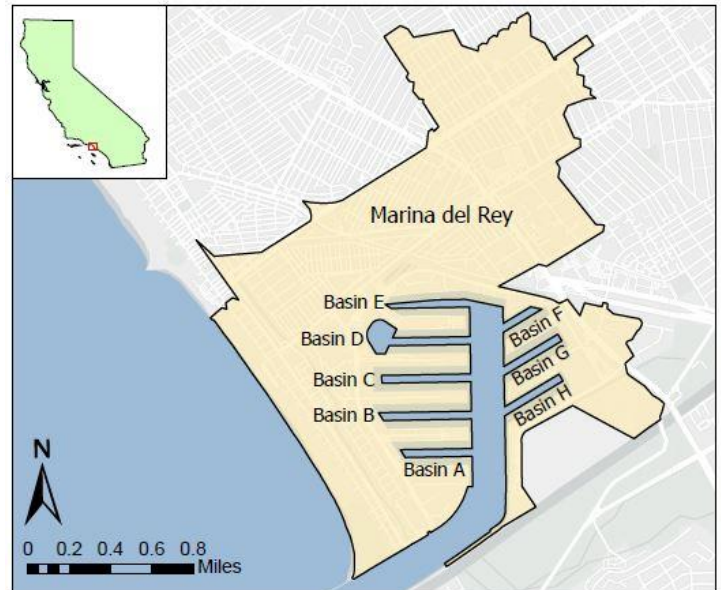 Marina del Rey
Basin E
Basin F
Basin D
Basin G
Basin C
Basin H
Basin B
Basin A
N
0 0.2 0.4 0.6 0.8
Miles